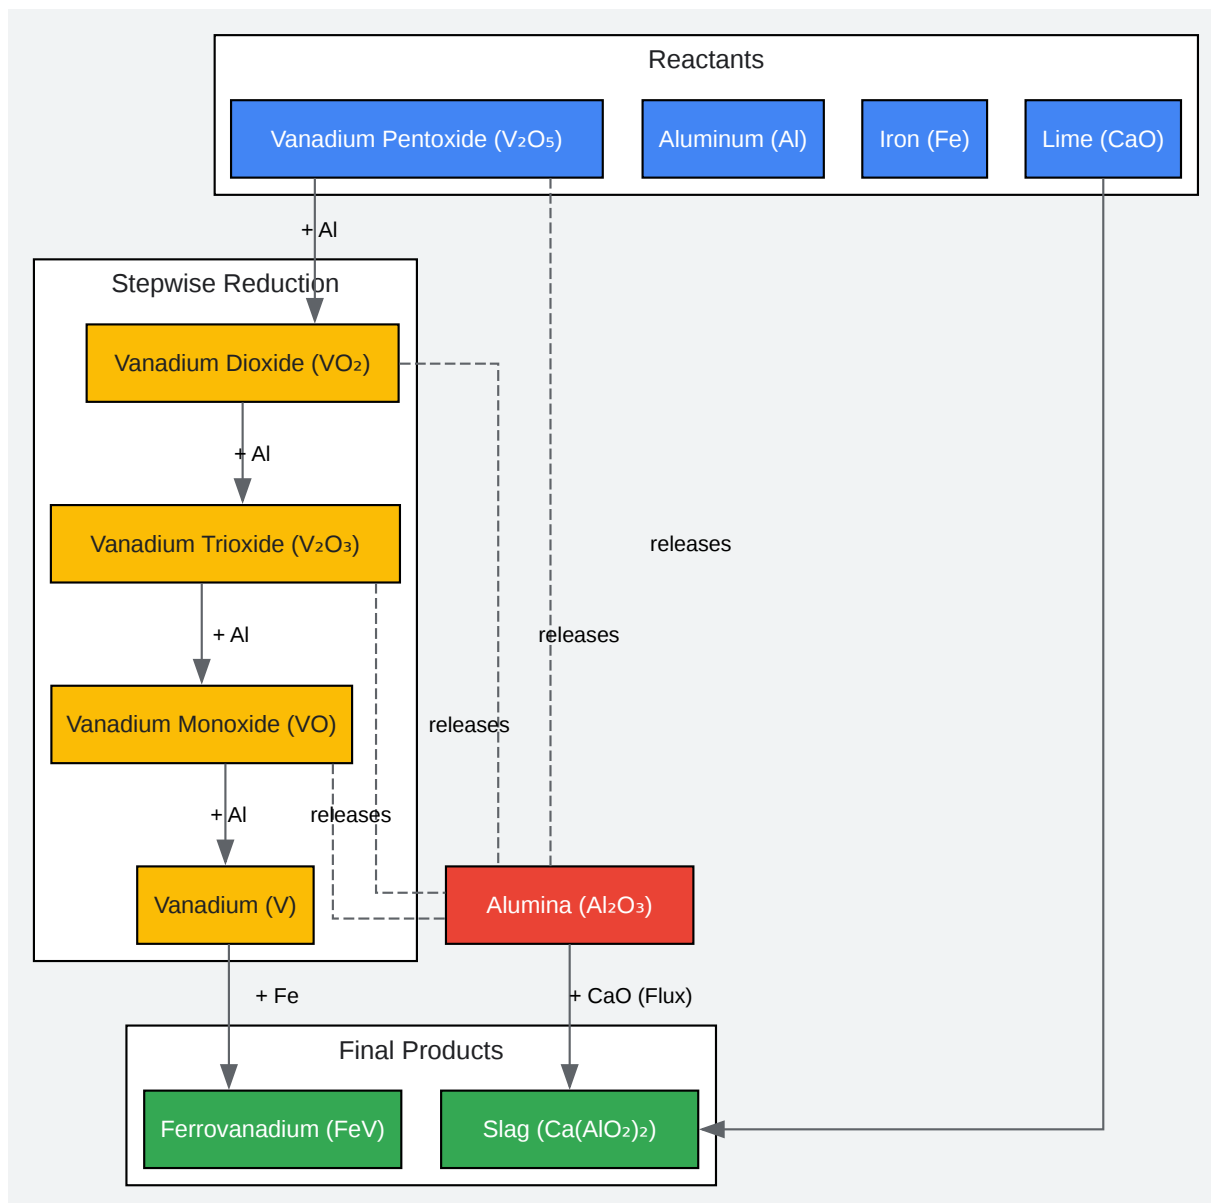 Reactants
Vanadium Pentoxide (V₂O₅)
Aluminum (Al)
Iron (Fe)
Lime (CaO)
+ Al
Stepwise Reduction
Vanadium Dioxide (VO₂)
+ Al
Vanadium Trioxide (V₂O₃)
releases
+ Al
releases
Vanadium Monoxide (VO)
releases
+ Al
releases
Vanadium (V)
Alumina (Al₂O₃)
+ Fe
+ CaO (Flux)
Final Products
Ferrovanadium (FeV)
Slag (Ca(AlO₂)₂)